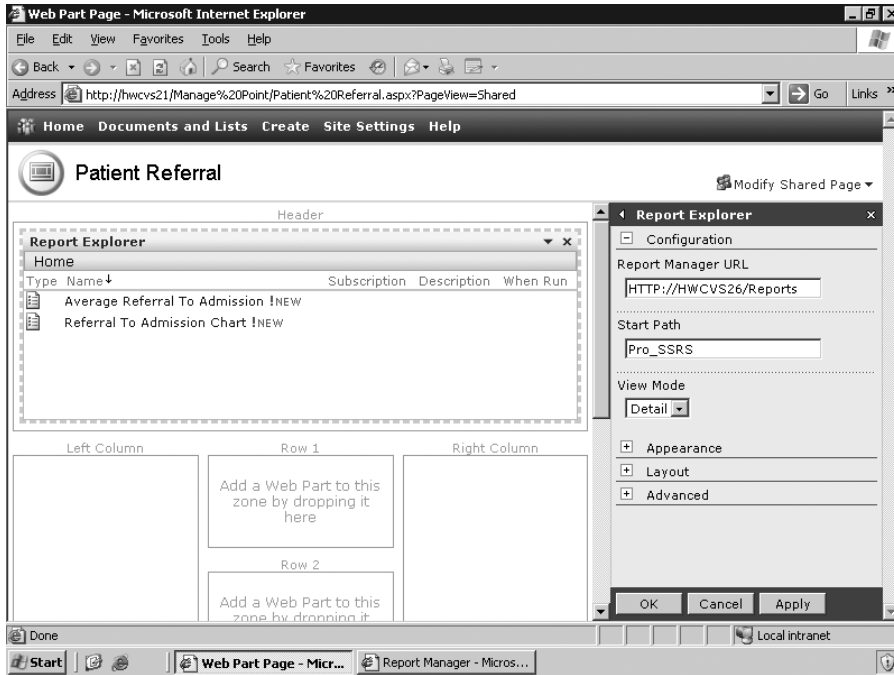 Web Part Page - Microsoft Internet Explorer
File Edit View Favorites Tools Help
Back Search Favorites
Address http://hwcvs21/Manage%20Point/Patient%20Referral.aspx?PageView=Shared Go Links »
Home Documents and Lists Create Site Settings Help
Patient Referral
Modify Shared Page
Header
Report Explorer
Home
Type Name Subscription Description When Run
Average Referral To Admission !NEW
Referral To Admission Chart !NEW
Left Column Row 1 Right Column
Add a Web Part to this
zone by dropping it
here
Row 2
Add a Web Part to this
zone by dropping it
Report Explorer ×
Configuration
Report Manager URL
HTTP://HWCVS26/Reports
Start Path
Pro_SSRS
View Mode
Detail
Appearance
Layout
Advanced
OK Cancel Apply
Done Local intranet
Start Web Part Page - Micr... Report Manager - Micros...